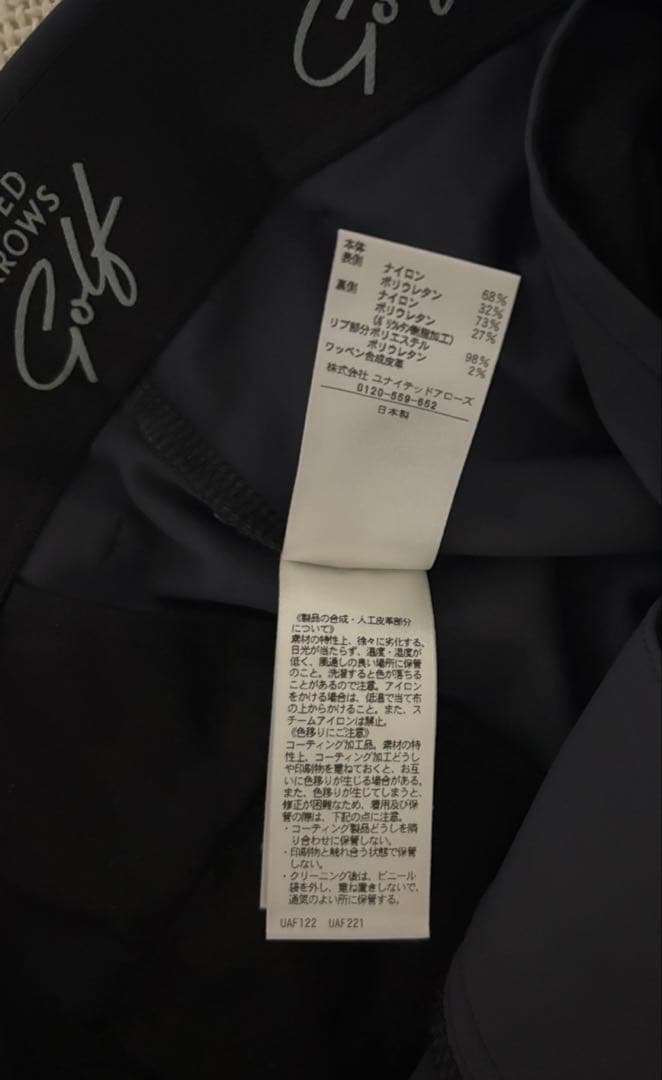 Golf
ED
ROWS
Golf
本体
表側 ナイロン 68%
ポリウレタン 32%
裏側 ナイロン 73%
ポリウレタン 27%
(ポリウレタン樹脂加工)
リブ部分ポリエステル 98%
ポリウレタン 2%
ワッペン合成皮革
株式会社 ユナイテッドアローズ
0120-559-652
日本製
《製品の合成・人工皮革部分
について》
素材の特性上、徐々に劣化する。
日光が当たらず、温度・湿度が
低く、風通しの良い場所に保管
のこと。洗濯すると色が落ちる
ことがあるので注意。アイロン
をかける場合は、低温で当て布
の上からかけること。また、ス
チームアイロンは禁止。
《色移りにご注意》
コーティング加工品。素材の特
性上、コーティング加工どうし
や印刷物を重ねておくと、お互
いに色移りが生じる場合がある。
また、色移りが生じてしまうと、
修正が困難なため、着用及び保
管の際は、下記の点に注意。
・コーティング製品どうしを隣
り合わせに保管しない。
・印刷物と触れ合う状態で保管
しない。
・クリーニング後は、ビニール
袋を外し、重ね置きしないで、
通気のよい所に保管する。
UAF122 UAF221